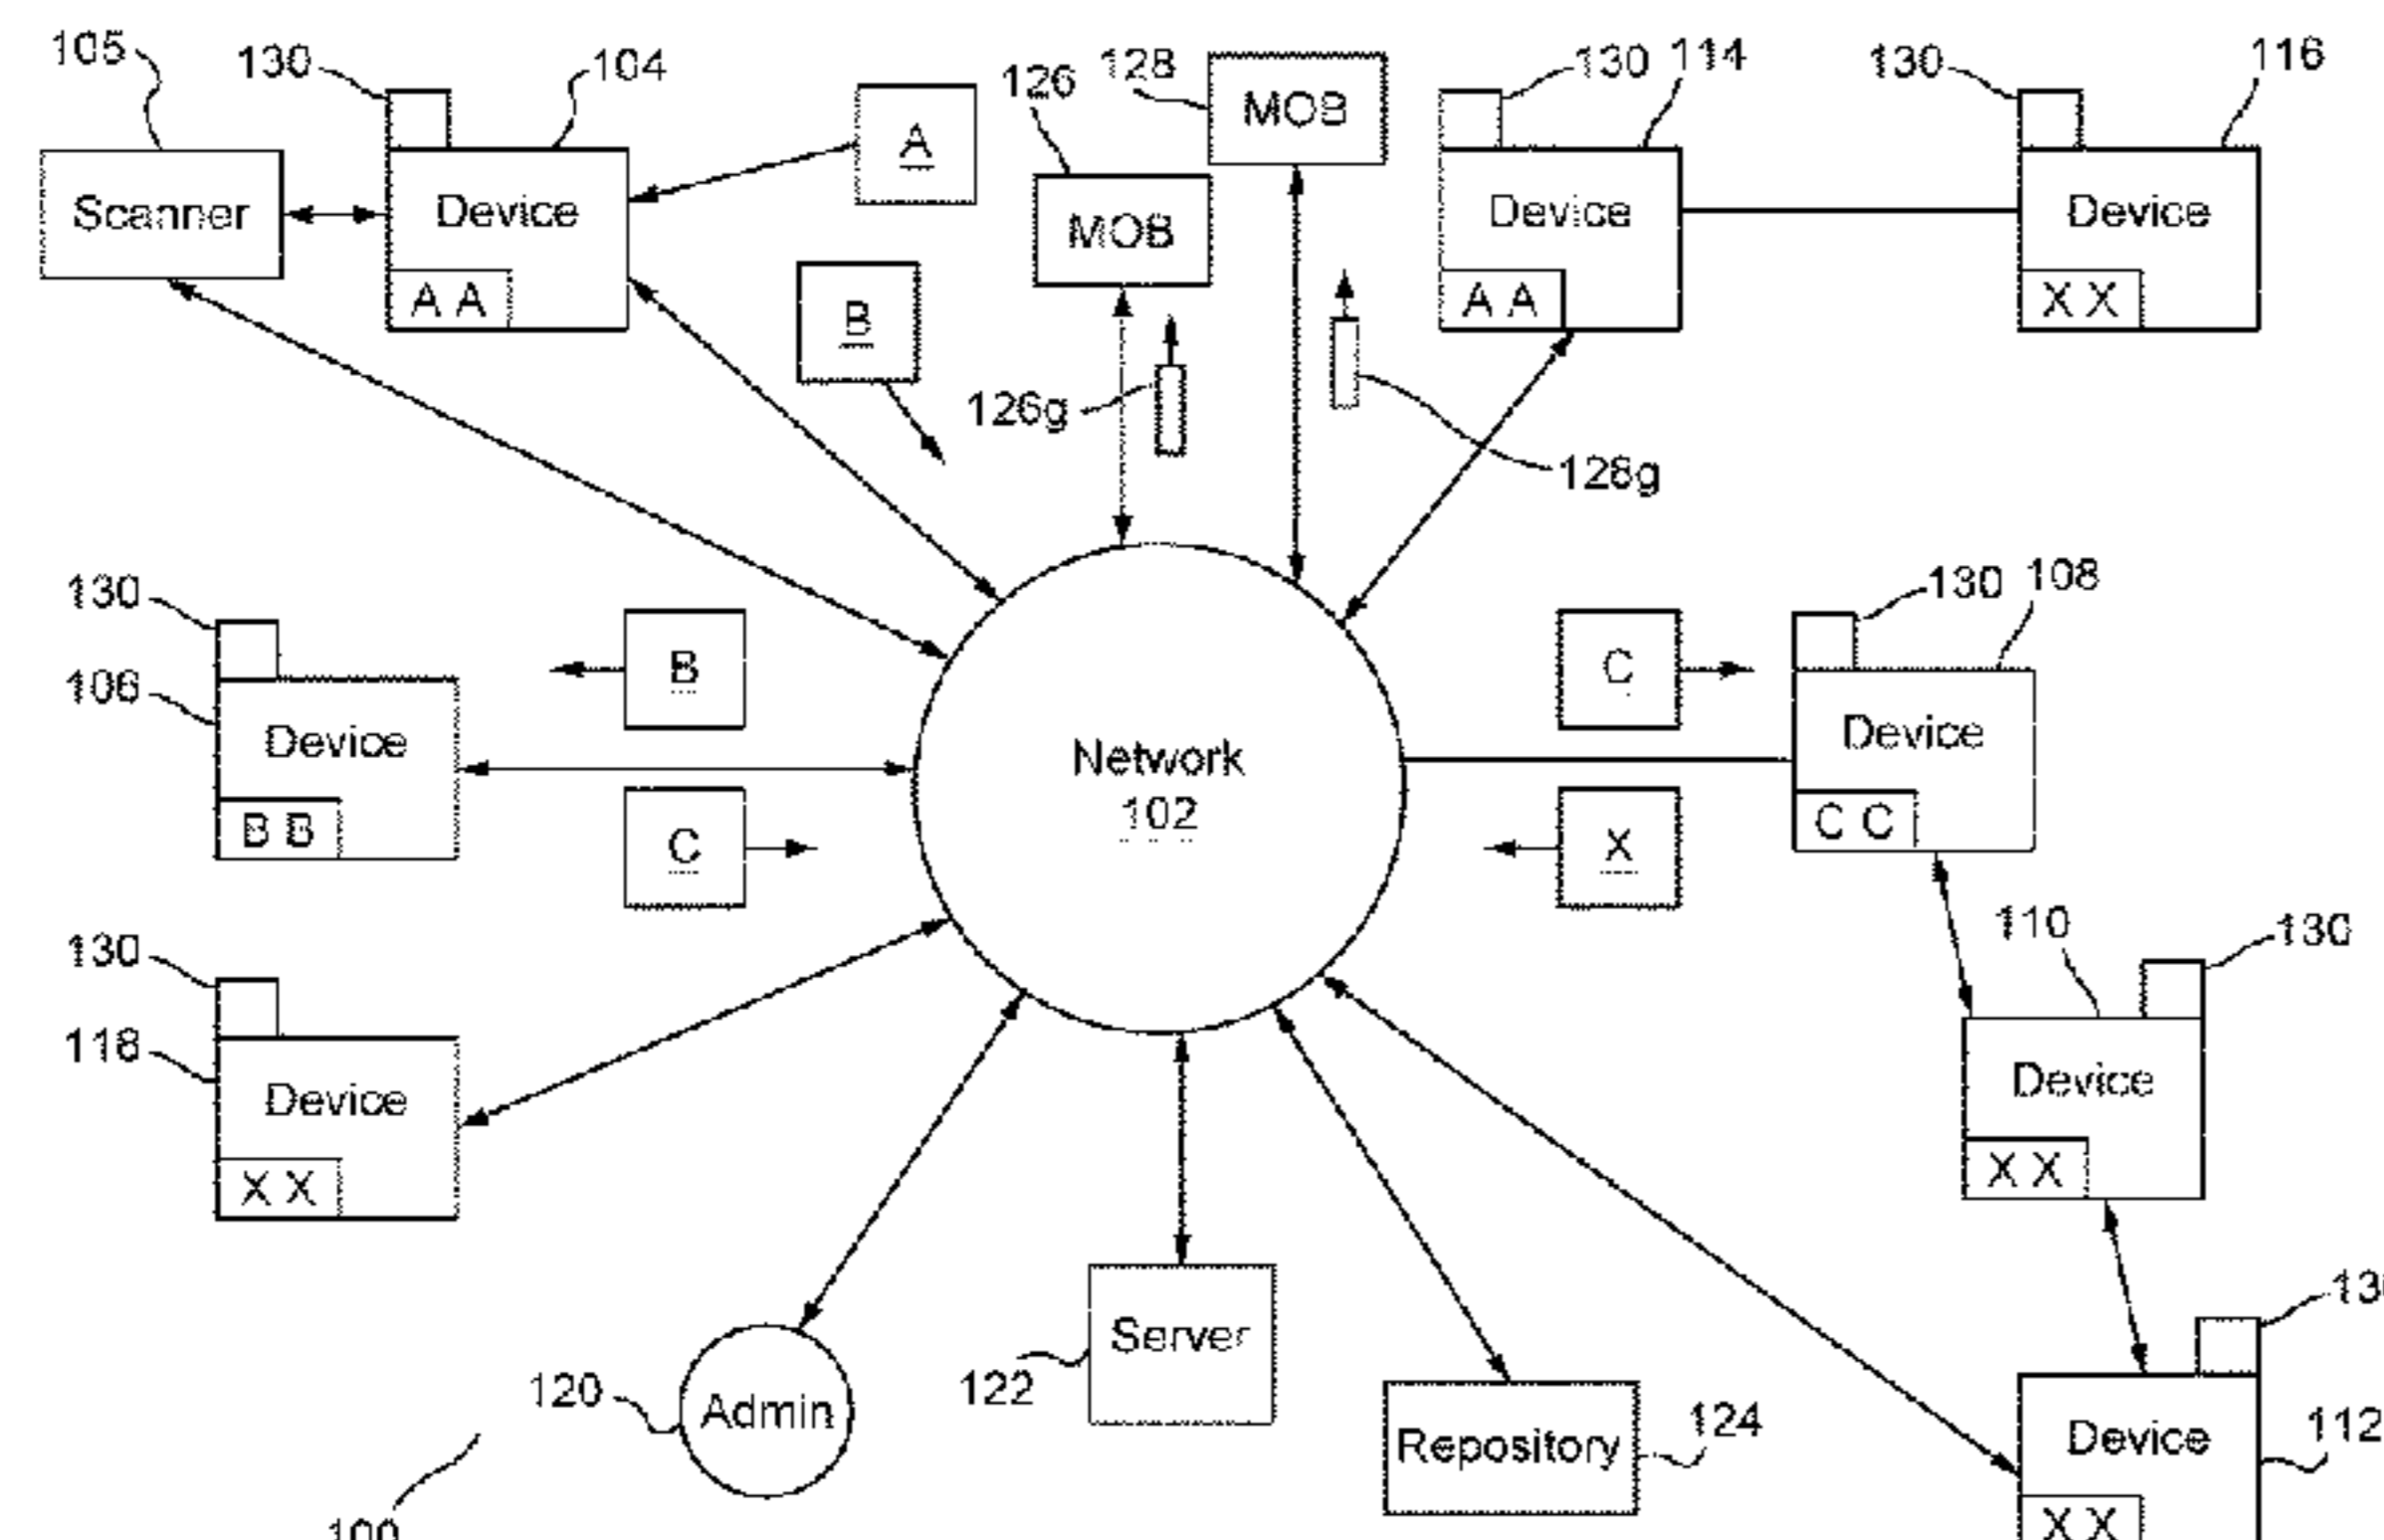 105
130
104
A
126
128
MOB
130
114
130
116
Scanner
Device
MOB
Device
Device
A A
B
A A
X X
126g
128g
130
106
B
Device
B B
C
Network
102
C
130
108
Device
C C
X
130
118
Device
X X
110
130
Device
X X
120
Admin
122
Server
Repository
124
Device
112
X X
100